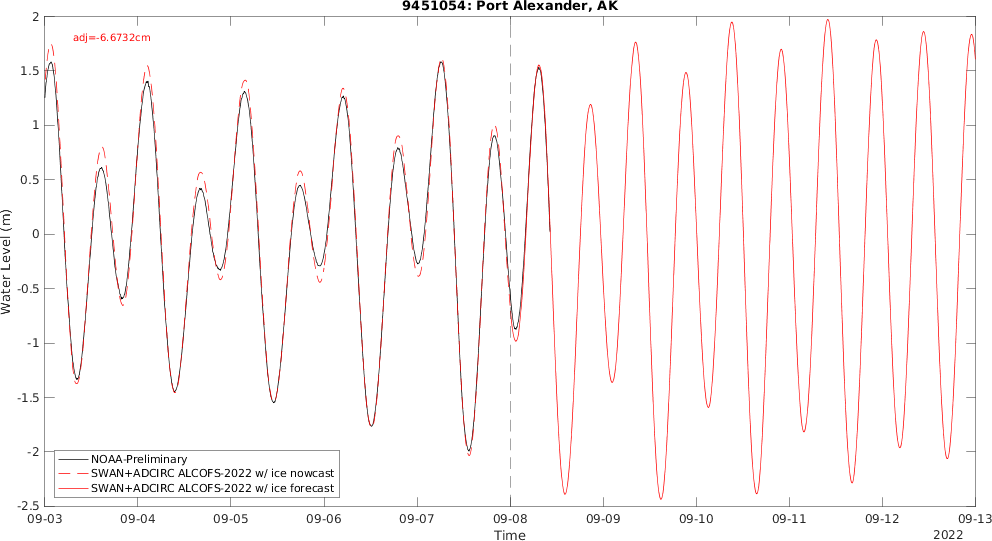 9451054: Port Alexander, AK
adj=-6.6732cm
2
1.5
1
0.5
0
-0.5
-1
-1.5
-2
-2.5
Water Level (m)
NOAA-Preliminary
SWAN+ADCIRC ALCOFS-2022 w/ ice nowcast
SWAN+ADCIRC ALCOFS-2022 w/ ice forecast
09-03 09-04 09-05 09-06 09-07 09-08 09-09 09-10 09-11 09-12 09-13
Time
2022